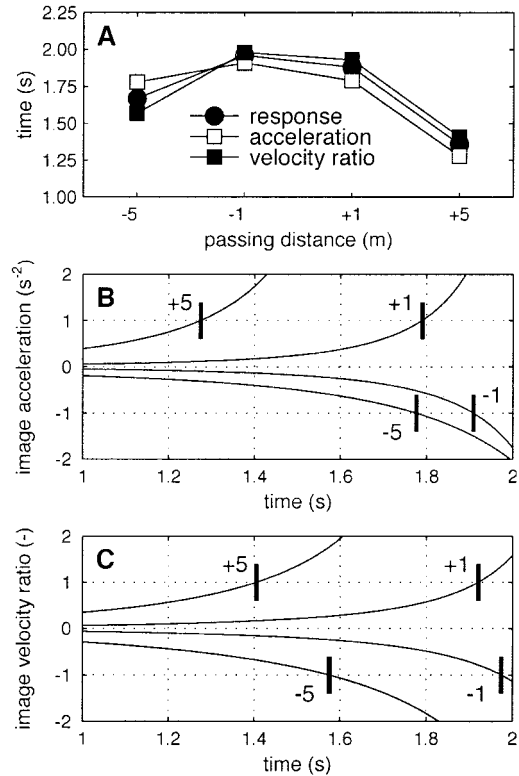 2.25
A
2.00
1.75
1.50
1.25
1.00
time (s)
response
acceleration
velocity ratio
-5 -1 +1 +5
passing distance (m)
B
2
1
0
-1
-2
image acceleration (s-2)
+5 +1
-1
-5
1 1.2 1.4 1.6 1.8 2
time (s)
C
2
1
0
-1
-2
image velocity ratio (-)
+5 +1
-5 -1
1 1.2 1.4 1.6 1.8 2
time (s)